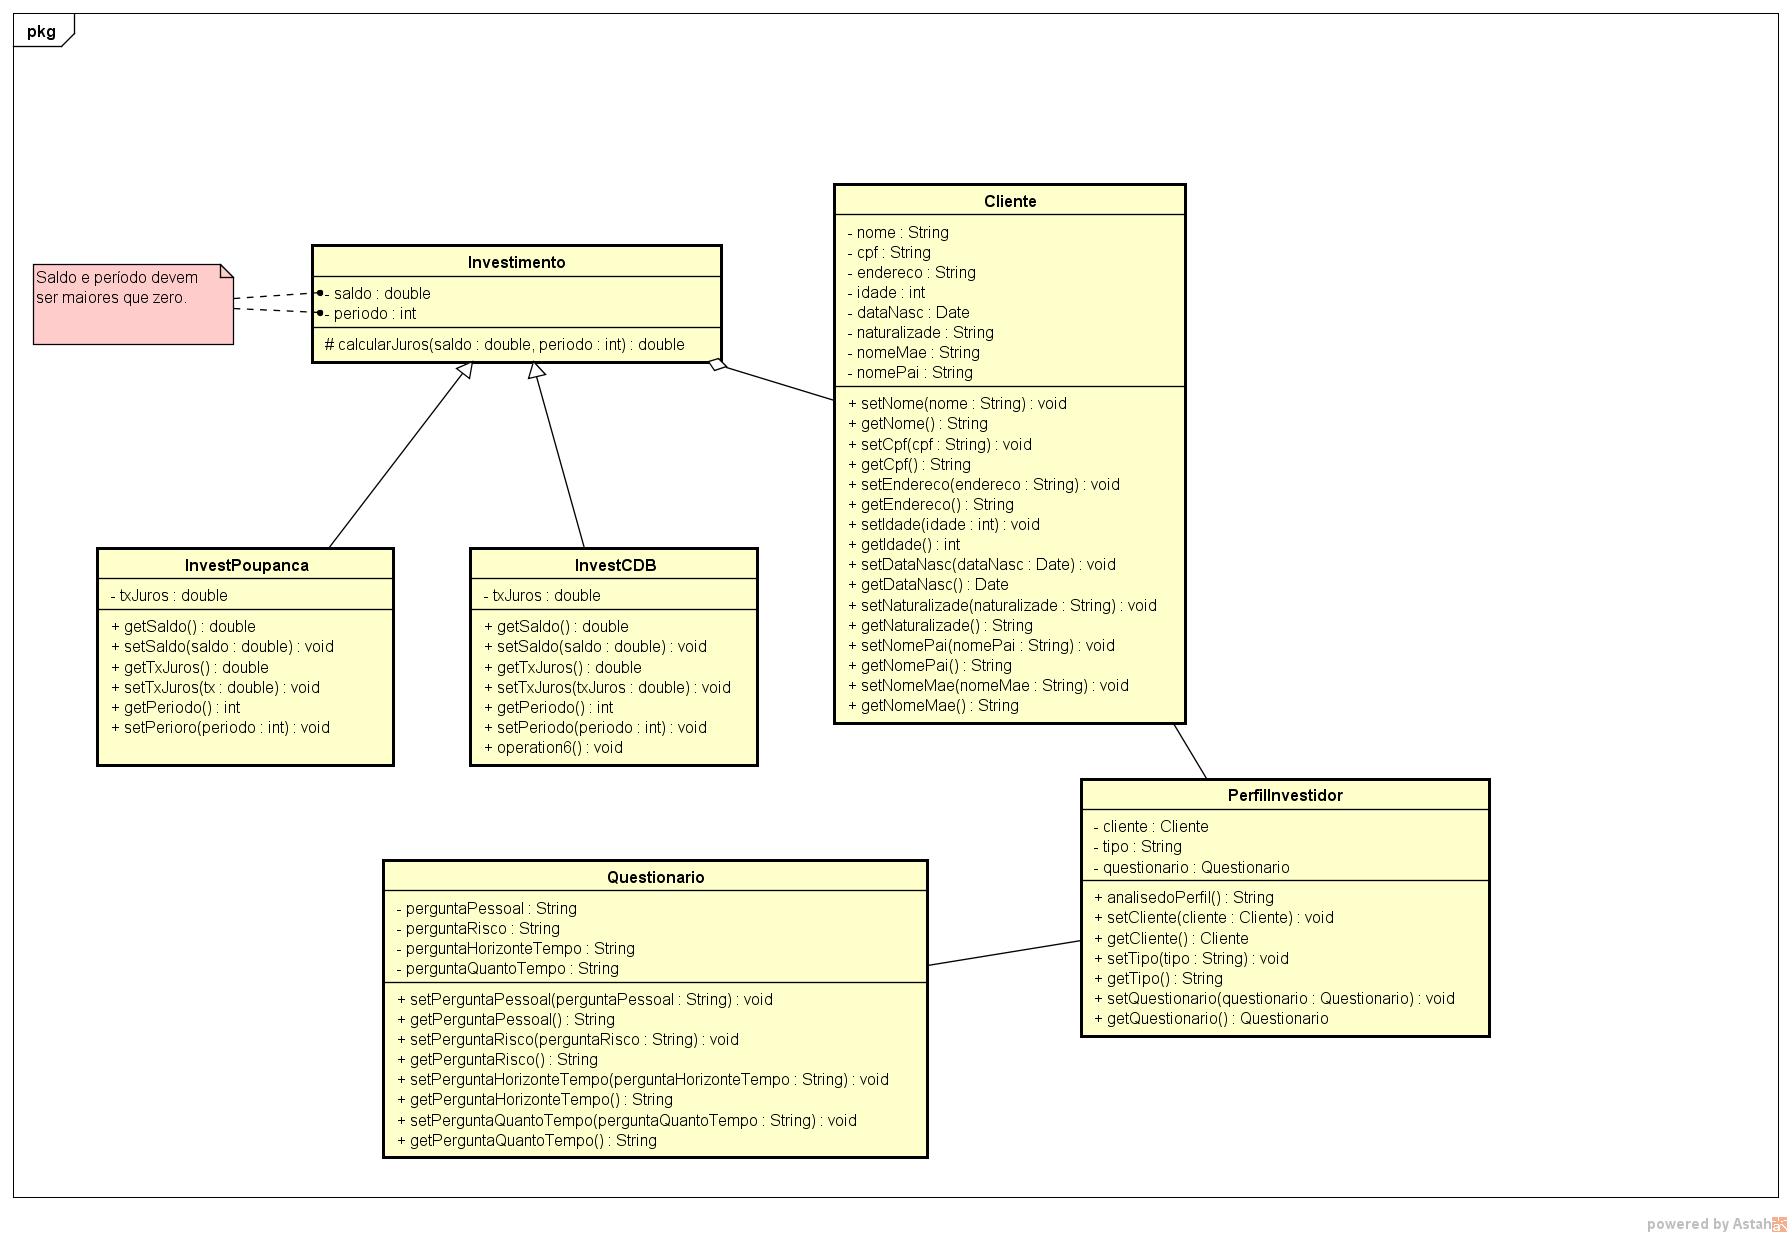 pkg
Saldo e período devem
ser maiores que zero.
Investimento
- saldo : double
- periodo : int
# calcularJuros(saldo : double, periodo : int) : double
Cliente
- nome : String
- cpf : String
- endereco : String
- idade : int
- dataNasc : Date
- naturalizade : String
- nomeMae : String
- nomePai : String
+ setNome(nome : String) : void
+ getNome() : String
+ setCpf(cpf : String) : void
+ getCpf() : String
+ setEndereco(endereco : String) : void
+ getEndereco() : String
+ setIdade(idade : int) : void
+ getIdade() : int
+ setDataNasc(dataNasc : Date) : void
+ getDataNasc() : Date
+ setNaturalizade(naturalizade : String) : void
+ getNaturalizade() : String
+ setNomePai(nomePai : String) : void
+ getNomePai() : String
+ setNomeMae(nomeMae : String) : void
+ getNomeMae() : String
InvestPoupanca
- txJuros : double
+ getSaldo() : double
+ setSaldo(saldo : double) : void
+ getTxJuros() : double
+ setTxJuros(tx : double) : void
+ getPeriodo() : int
+ setPerioro(periodo : int) : void
InvestCDB
- txJuros : double
+ getSaldo() : double
+ setSaldo(saldo : double) : void
+ getTxJuros() : double
+ setTxJuros(txJuros : double) : void
+ getPeriodo() : int
+ setPeriodo(periodo : int) : void
+ operation6() : void
PerfilInvestidor
- cliente : Cliente
- tipo : String
- questionario : Questionario
+ analisedoPerfil() : String
+ setCliente(cliente : Cliente) : void
+ getCliente() : Cliente
+ setTipo(tipo : String) : void
+ getTipo() : String
+ setQuestionario(questionario : Questionario) : void
+ getQuestionario() : Questionario
Questionario
- perguntaPessoal : String
- perguntaRisco : String
- perguntaHorizonteTempo : String
- perguntaQuantoTempo : String
+ setPerguntaPessoal(perguntaPessoal : String) : void
+ getPerguntaPessoal() : String
+ setPerguntaRisco(perguntaRisco : String) : void
+ getPerguntaRisco() : String
+ setPerguntaHorizonteTempo(perguntaHorizonteTempo : String) : void
+ getPerguntaHorizonteTempo() : String
+ setPerguntaQuantoTempo(perguntaQuantoTempo : String) : void
+ getPerguntaQuantoTempo() : String
powered by Astah